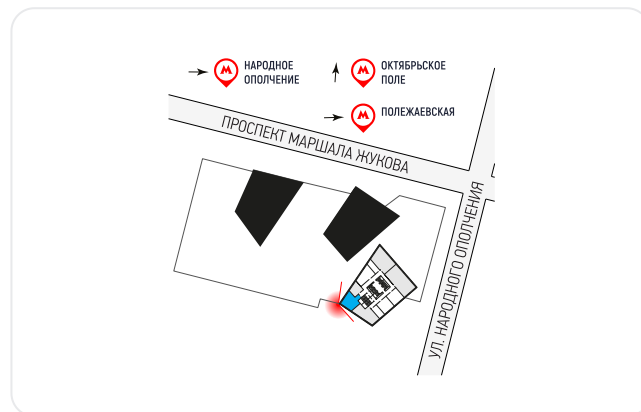 НАРОДНОЕ
ОПОЛЧЕНИЕ
ОКТЯБРЬСКОЕ
ПОЛЕ
ПОЛЕЖАЕВСКАЯ
ПРОСПЕКТ МАРШАЛА ЖУКОВА
УЛ. НАРОДНОГО ОПОЛЧЕНИЯ